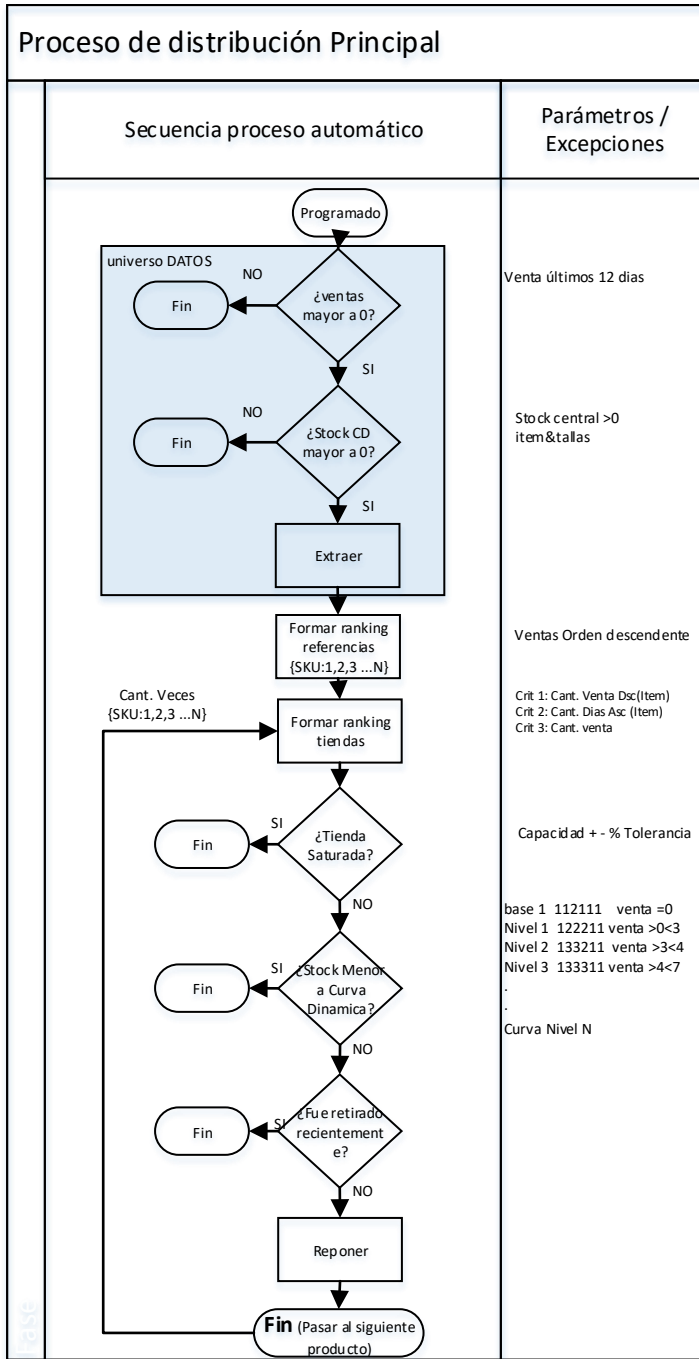 Proceso de distribución Principal
Secuencia proceso automático
Parámetros /
Excepciones
Programado
universo DATOS
NO
¿ventas
mayor a 0?
Fin
Venta últimos 12 dias
SI
NO
¿Stock CD
mayor a 0?
Fin
Stock central >0
item&tallas
SI
Extraer
Formar ranking
referencias
{SKU:1,2,3 ...N}
Ventas Orden descendente
Cant. Veces
{SKU:1,2,3 ...N}
Formar ranking
tiendas
Crit 1: Cant. Venta Dsc(Item)
Crit 2: Cant. Dias Asc (Item)
Crit 3: Cant. venta
SI
¿Tienda
Saturada?
Fin
Capacidad + - % Tolerancia
NO
base 1 112111 venta =0
Nivel 1 122211 venta >0<3
Nivel 2 133211 venta >3<4
Nivel 3 133311 venta >4<7
.
.
Curva Nivel N
SI
¿Stock Menor
a Curva
Dinamica?
Fin
NO
¿Fue retirado
recientement
e?
SI
Fin
NO
Reponer
Fin (Pasar al siguiente
producto)
Fase